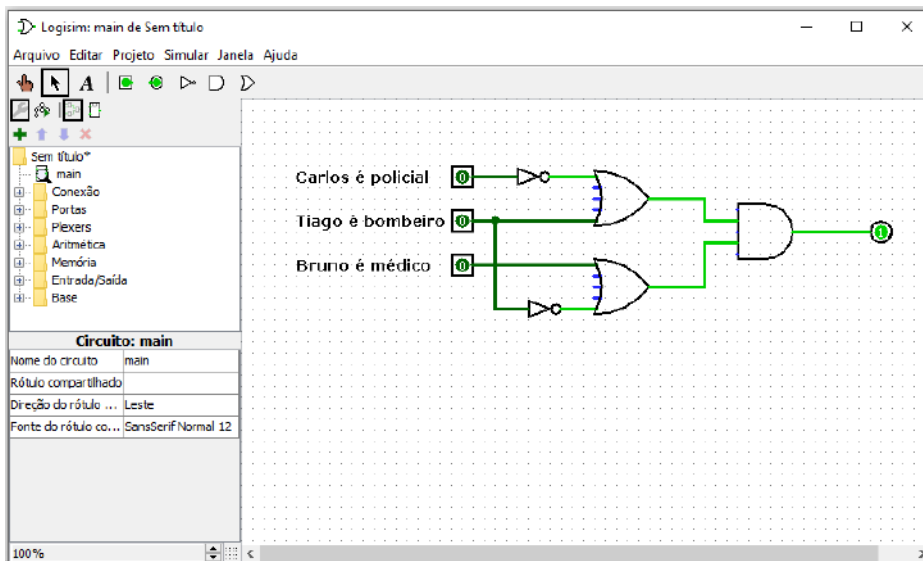 Logisim: main de Sem título
Arquivo Editar Projeto Simular Janela Ajuda
A
Sem título*
main
Conexão
Portas
Plexers
Aritmética
Memória
Entrada/Saída
Base
Circuito: main
Nome do circuito main
Rótulo compartilhado
Direção do rótulo ... Leste
Fonte do rótulo co... SansSerif Normal 12
100%
Carlos é policial 0
Tiago é bombeiro 0
Bruno é médico 0
1